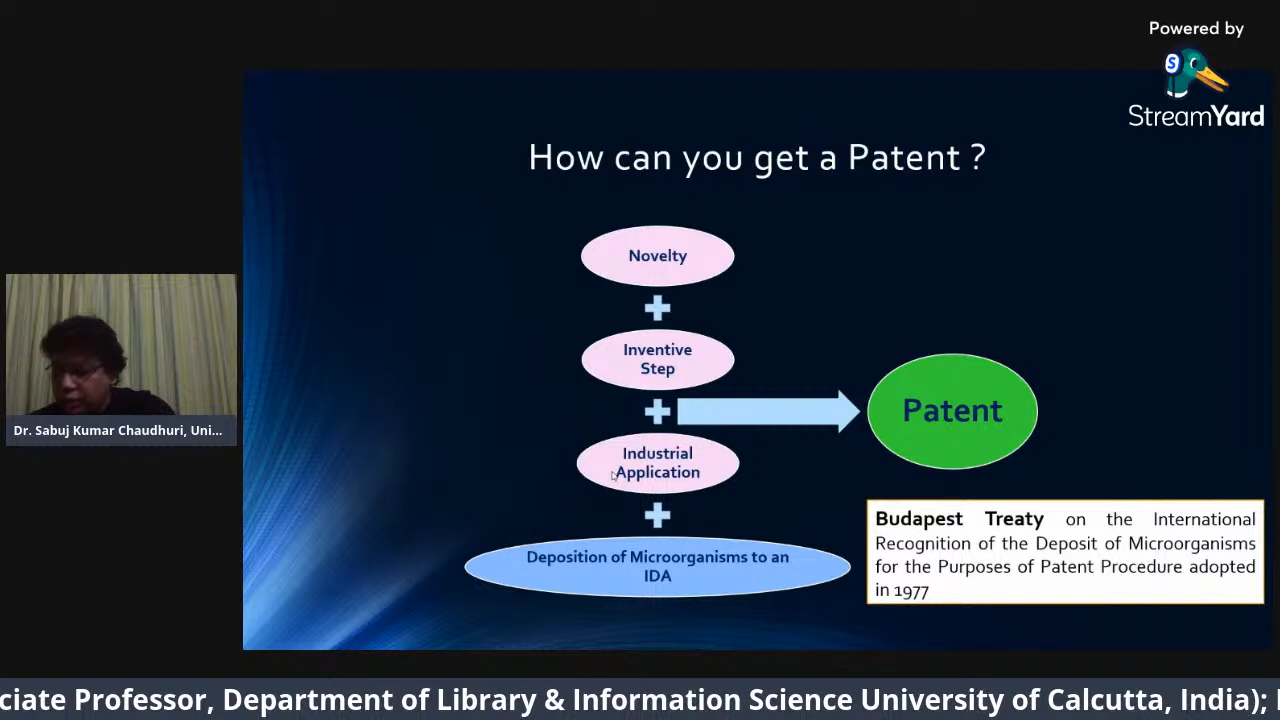 Powered by
S
StreamYard
How can you get a Patent ?
Novelty
Inventive
Step
Patent
Industrial
Application
Deposition of Microorganisms to an
IDA
Budapest Treaty on the International
Recognition of the Deposit of Microorganisms
for the Purposes of Patent Procedure adopted
in 1977
Dr. Sabuj Kumar Chaudhuri, Uni...
ciate Professor, Department of Library & Information Science University of Calcutta, India);